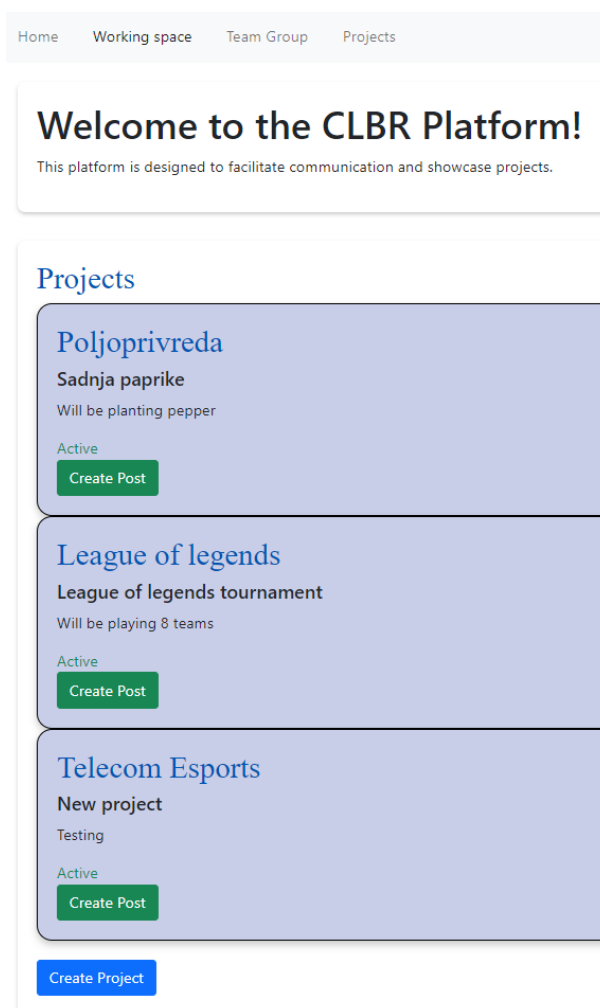 Home Working space Team Group Projects
Welcome to the CLBR Platform!
This platform is designed to facilitate communication and showcase projects.
Projects
Poljoprivreda
Sadnja paprike
Will be planting pepper
Active
Create Post
League of legends
League of legends tournament
Will be playing 8 teams
Active
Create Post
Telecom Esports
New project
Testing
Active
Create Post
Create Project